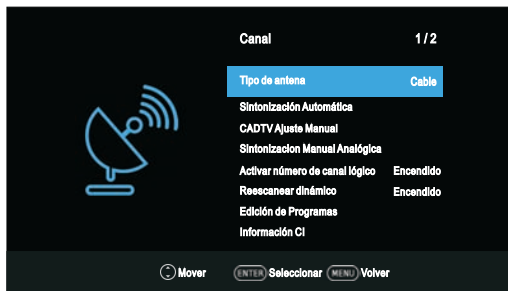 Canal 1/2
Tipo de antena Cable
Sintonización Automática
CADTV Ajuste Manual
Sintonizacion Manual Analógica
Activar número de canal lógico Encendido
Reescanear dinámico Encendido
Edición de Programas
Información CI
Mover ENTER Seleccionar MENU Volver